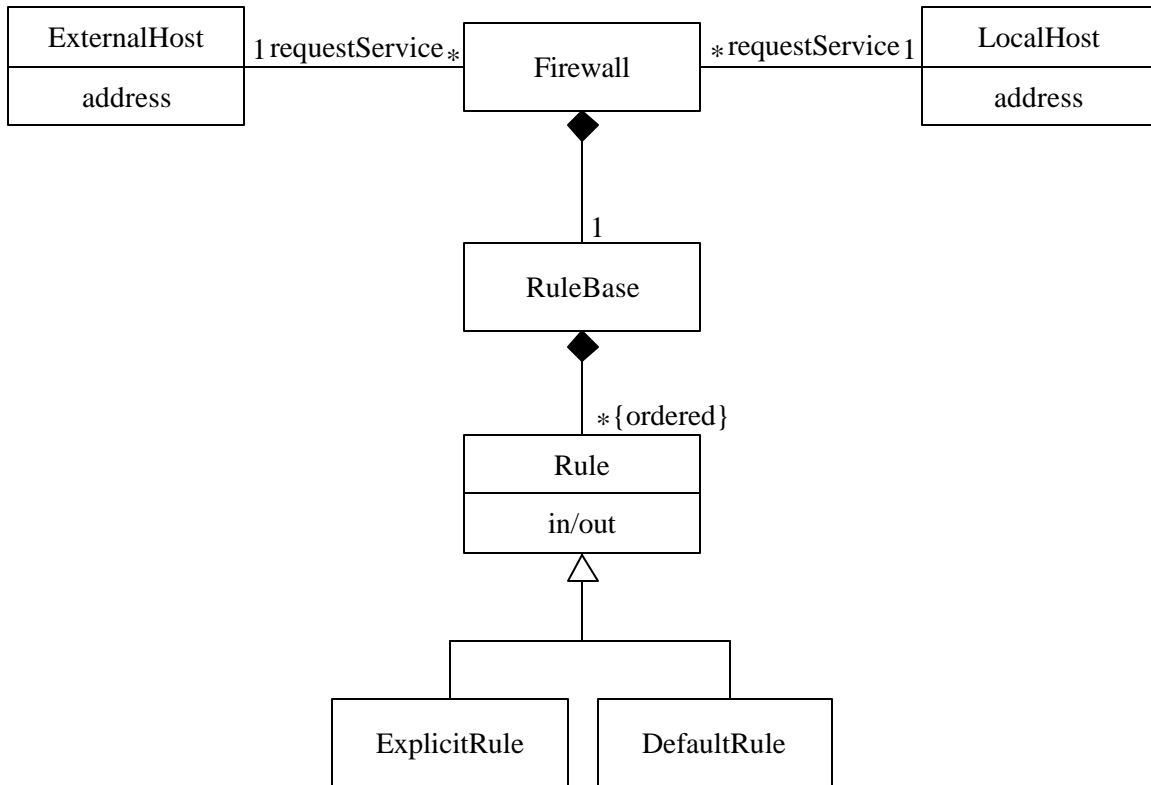 ExternalHost
address
1 requestService *
Firewall
* requestService 1
LocalHost
address
1
RuleBase
* {ordered}
Rule
in/out
ExplicitRule
DefaultRule